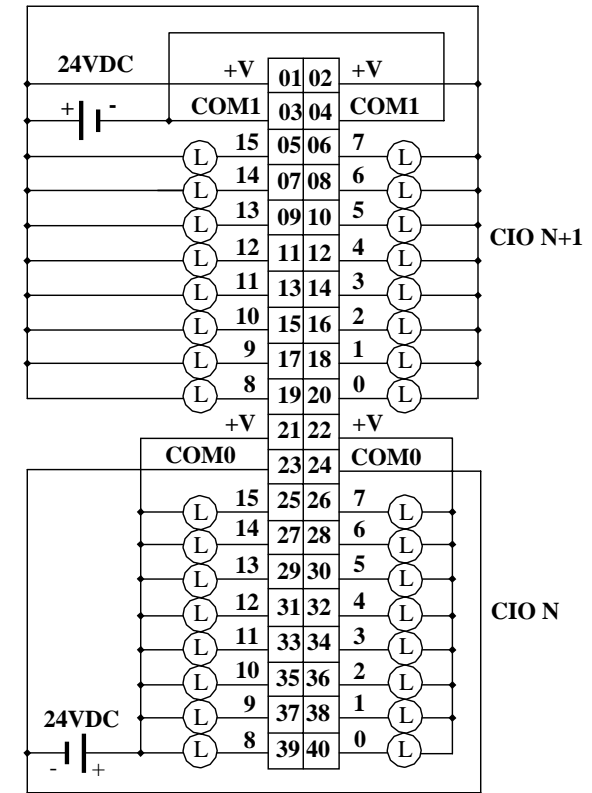 24VDC +V 01 02 +V
+ - COM1 03 04 COM1
15 05 06 7
L L
14 07 08 6
L L
13 09 10 5
L L
CIO N+1
12 11 12 4
L L
11 13 14 3
L L
10 15 16 2
L L
9 17 18 1
L L
8 19 20 0
L L
+V 21 22 +V
COM0 23 24 COM0
15 25 26 7
L L
14 27 28 6
L L
13 29 30 5
L L
12 31 32 4 CIO N
L L
11 33 34 3
L L
10 35 36 2
L L
24VDC 9 37 38 1
L L
8 39 40 0
L L
- +